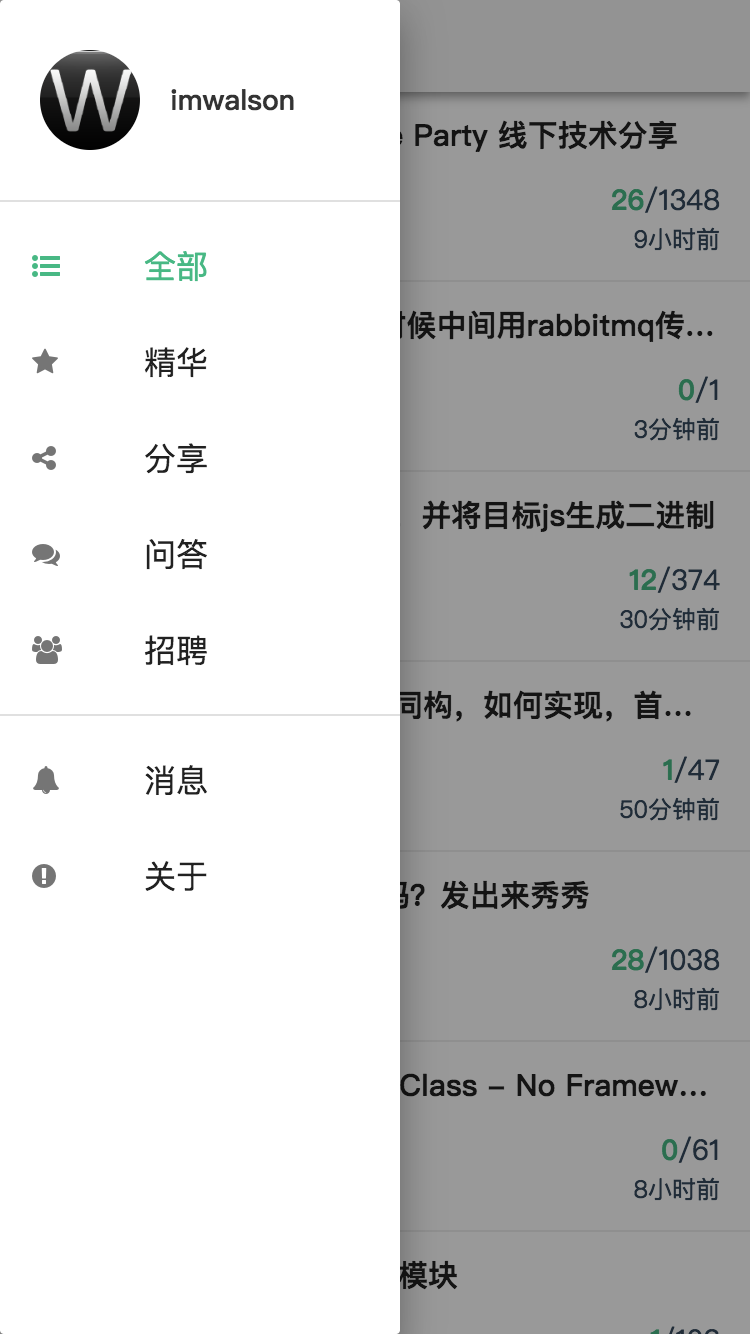 W
imwalson
全部
精华
分享
问答
招聘
消息
关于
Party 线下技术分享
26/1348
9小时前
候中间用rabbitmq传...
0/1
3分钟前
并将目标js生成二进制
12/374
30分钟前
同构，如何实现，首...
1/47
50分钟前
？发出来秀秀
28/1038
8小时前
Class – No Framew...
0/61
8小时前
模块